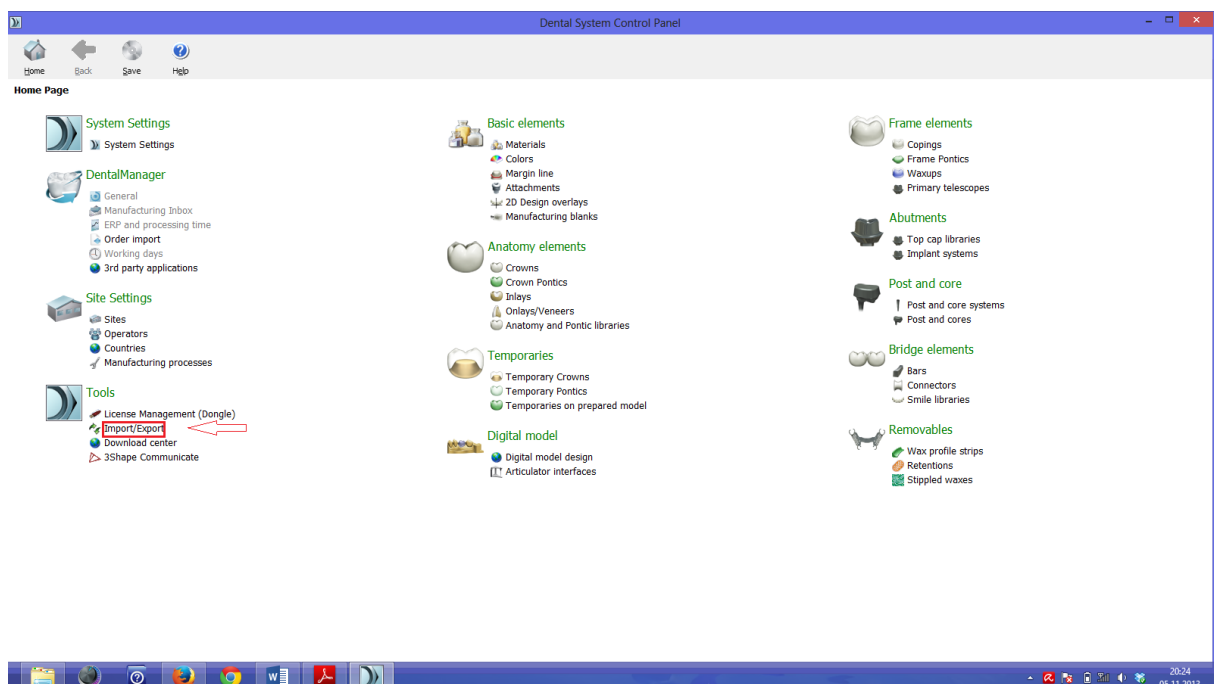 Dental System Control Panel
Home
Back
Save
Help
Home Page
System Settings
System Settings
DentalManager
General
Manufacturing Inbox
ERP and processing time
Order import
Working days
3rd party applications
Site Settings
Sites
Operators
Countries
Manufacturing processes
Tools
License Management (Dongle)
Import/Export
Download center
3Shape Communicate
Basic elements
Materials
Colors
Margin line
Attachments
2D Design overlays
Manufacturing blanks
Anatomy elements
Crowns
Crown Pontics
Inlays
Onlays/Veneers
Anatomy and Pontic libraries
Temporaries
Temporary Crowns
Temporary Pontics
Temporaries on prepared model
Digital model
Digital model design
Articulator interfaces
Frame elements
Copings
Frame Pontics
Waxups
Primary telescopes
Abutments
Top cap libraries
Implant systems
Post and core
Post and core systems
Post and cores
Bridge elements
Bars
Connectors
Smile libraries
Removables
Wax profile strips
Retentions
Stippled waxes
20:24
05.11.2013